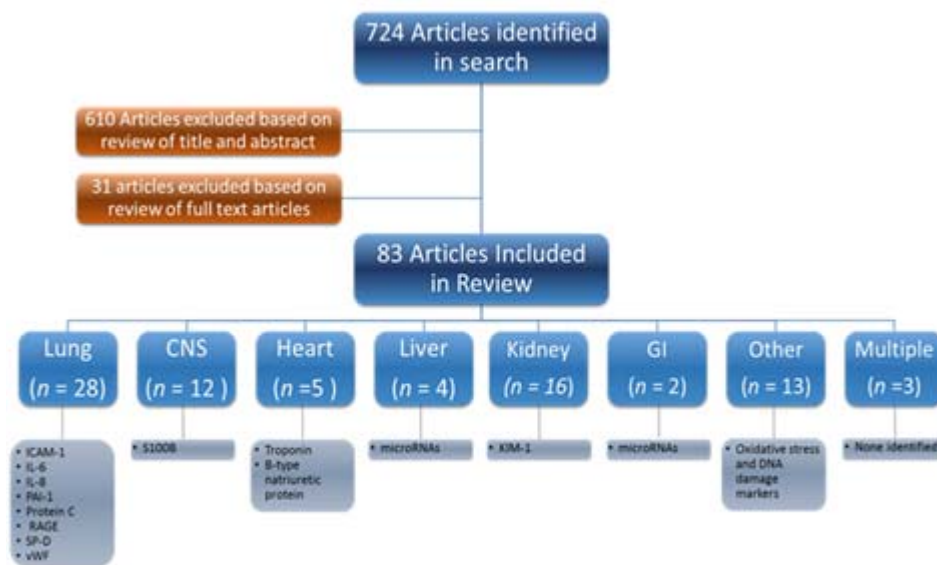 724 Articles identified
in search
610 Articles excluded based on
review of title and abstract
31 articles excluded based on
review of full text articles
83 Articles Included
in Review
Lung
(n = 28)
CNS
(n = 12 )
Heart
(n =5 )
Liver
(n = 4)
Kidney
(n = 16)
GI
(n = 2)
Other
(n = 13)
Multiple
(n =3)
• ICAM-1
• IL-6
• IL-8
• PAI-1
• Protein C
• RAGE
• SP-D
• vWF
• S100B
• Troponin
• B-type
natriuretic
protein
• microRNAs
• KIM-1
• microRNAs
• Oxidative stress
and DNA
damage
markers
• None identified